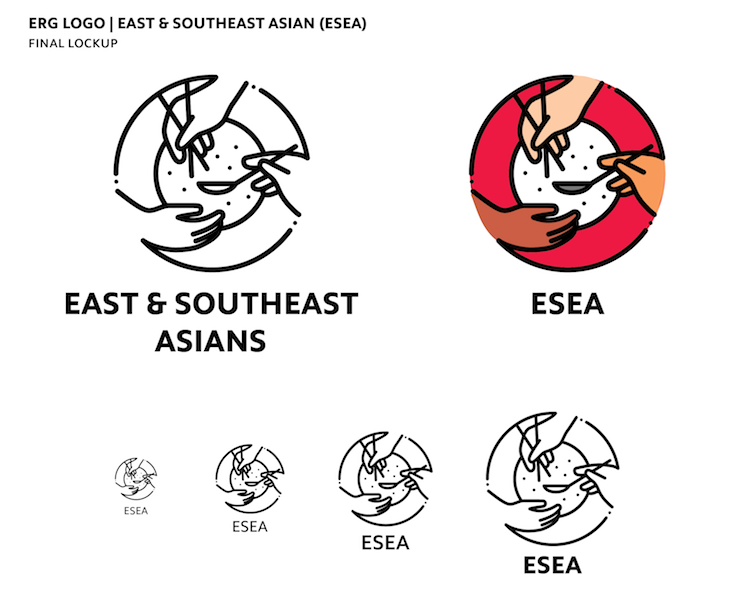 ERG LOGO | EAST & SOUTHEAST ASIAN (ESEA)
FINAL LOCKUP
EAST & SOUTHEAST
ASIANS
ESEA
ESEA
ESEA
ESEA
ESEA